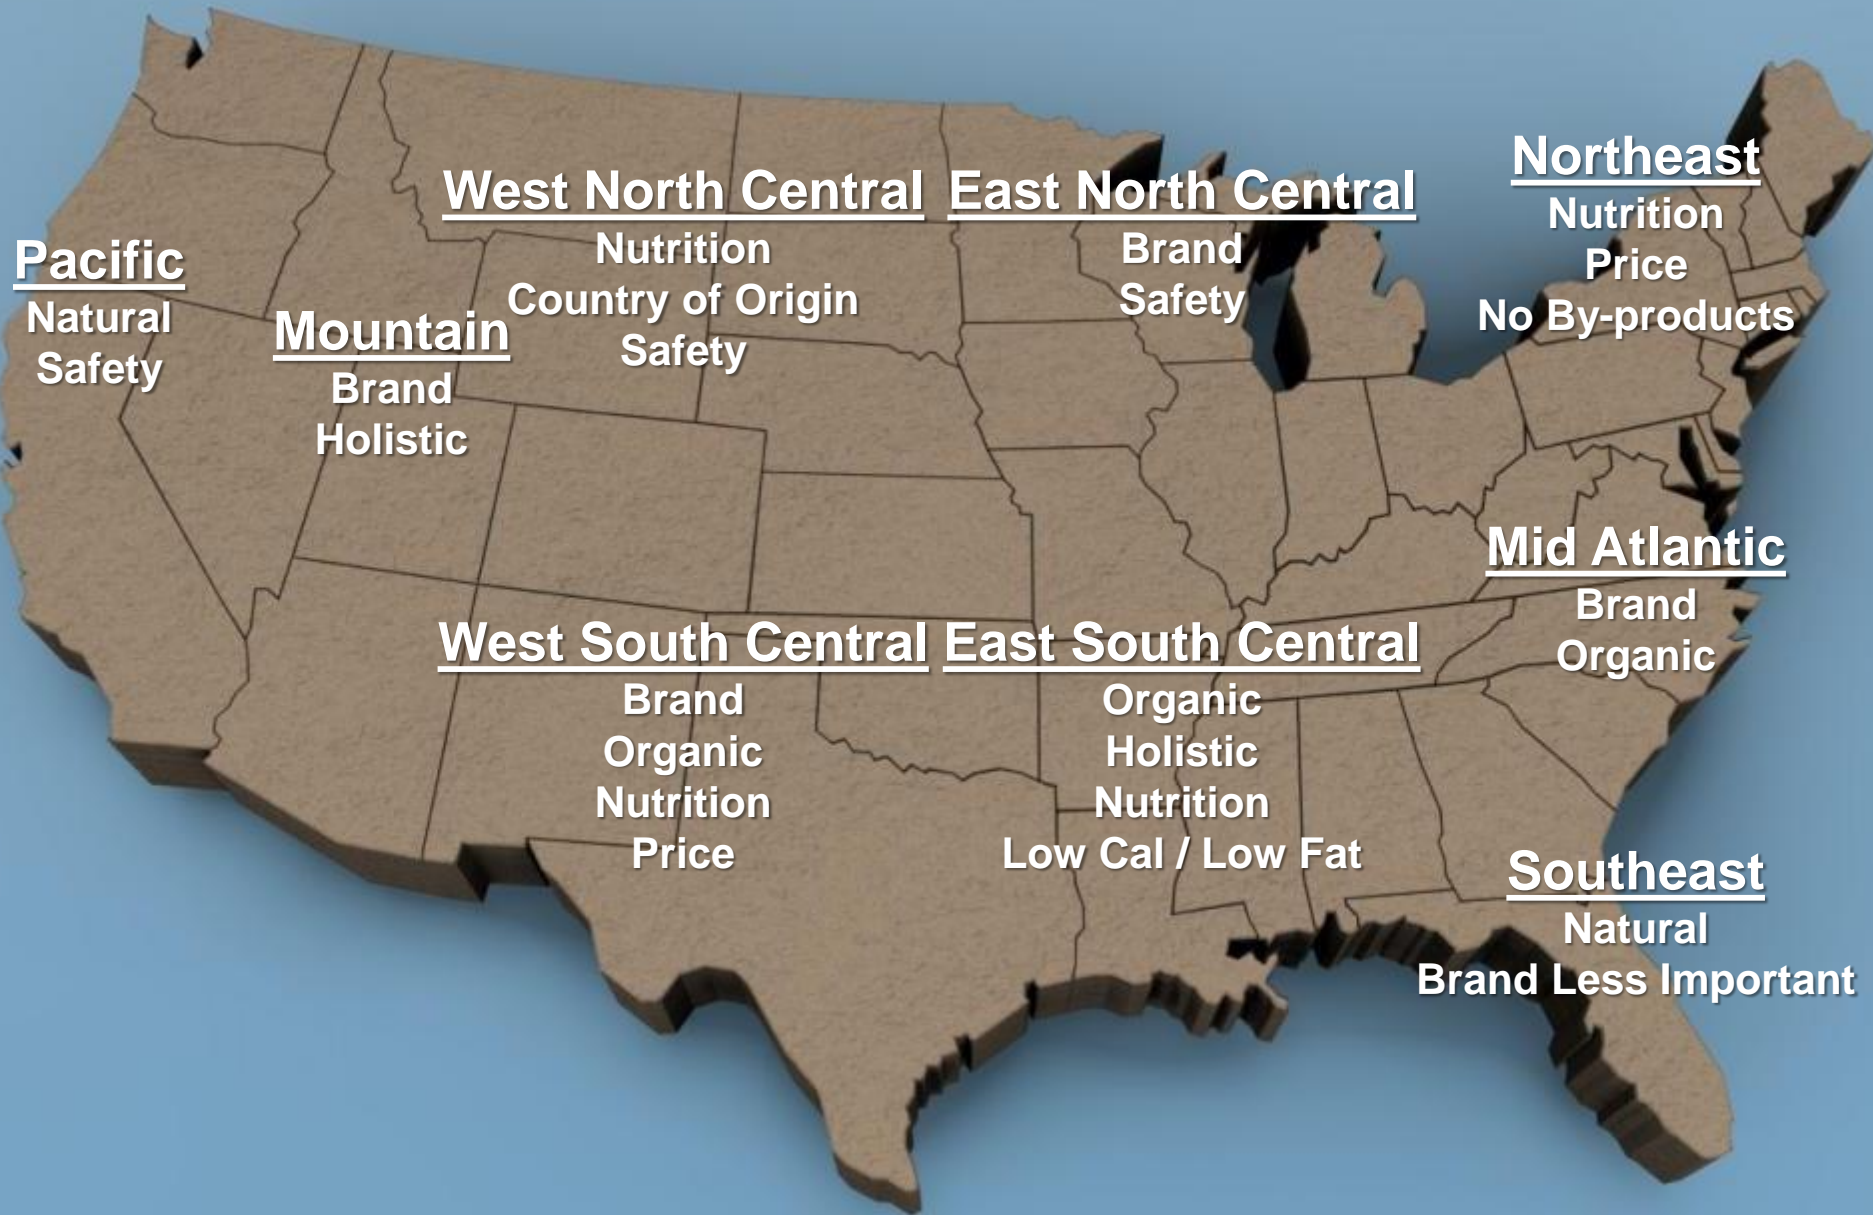 Pacific
Natural
Safety
Mountain
Brand
Holistic
West North Central
Nutrition
Country of Origin
Safety
East North Central
Brand
Safety
Northeast
Nutrition
Price
No By-products
Mid Atlantic
Brand
Organic
West South Central
Brand
Organic
Nutrition
Price
East South Central
Organic
Holistic
Nutrition
Low Cal / Low Fat
Southeast
Natural
Brand Less Important